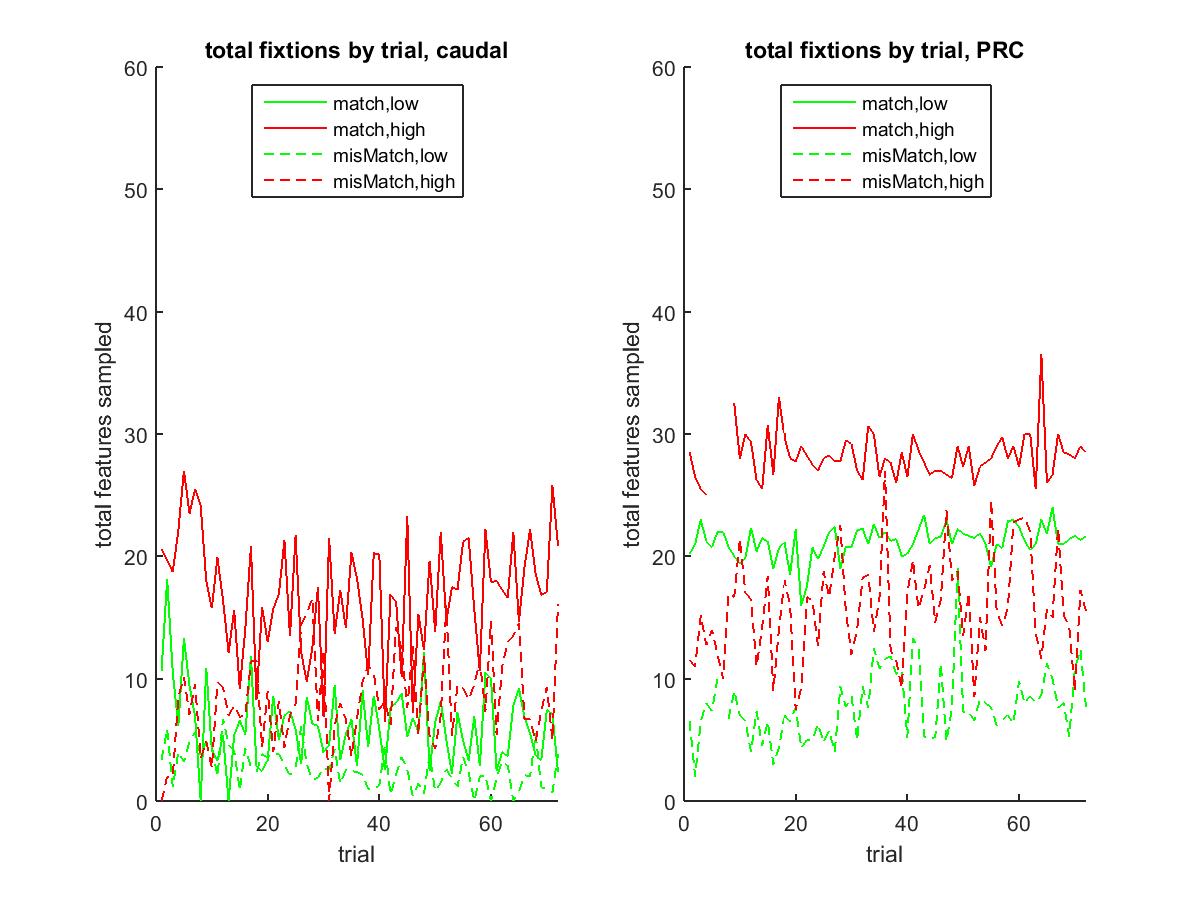 total fixtions by trial, caudal
60
50
40
30
20
10
0
total features sampled
match,low
match,high
misMatch,low
misMatch,high
0 20 40 60
trial
total fixtions by trial, PRC
60
50
40
30
20
10
0
total features sampled
match,low
match,high
misMatch,low
misMatch,high
0 20 40 60
trial